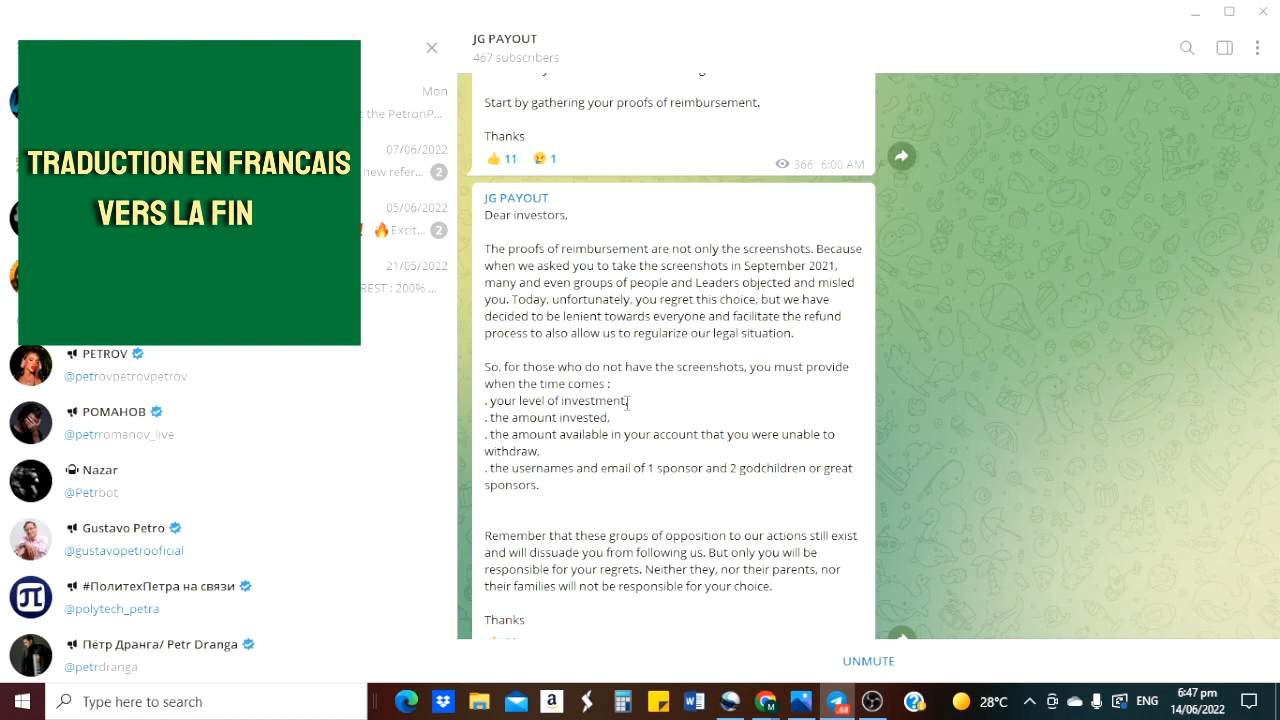 TRADUCTION EN FRANCAIS
VERS LA FIN
Mon
t the PetronP...
07/06/2022
new refer... 2
05/06/2022
🔥Excit... 2
21/05/2022
REST : 200% ...
PETROV
@petrovpetrovpetrov
РОМАНОВ
@petrromanov_live
Nazar
@Petrbot
Gustavo Petro
@gustavopetrooficial
#ПолитехПетра на связи
@polytech_petra
Пётр Дранга/ Petr Dranga
@petrdranga
JG PAYOUT
467 subscribers
Start by gathering your proofs of reimbursement.
Thanks
👍 11 😢 1
366 6:00 AM
JG PAYOUT
Dear investors,
The proofs of reimbursement are not only the screenshots. Because
when we asked you to take the screenshots in September 2021,
many and even groups of people and Leaders objected and misled
you. Today, unfortunately, you regret this choice, but we have
decided to be lenient towards everyone and facilitate the refund
process to also allow us to regularize our legal situation.
So, for those who do not have the screenshots, you must provide
when the time comes :
. your level of investment,
. the amount invested,
. the amount available in your account that you were unable to
withdraw,
. the usernames and email of 1 sponsor and 2 godchildren or great
sponsors.
Remember that these groups of opposition to our actions still exist
and will dissuade you from following us. But only you will be
responsible for your regrets. Neither they, nor their parents, nor
their families will not be responsible for your choice.
Thanks
UNMUTE
Type here to search
28°C
ENG
6:47 pm
14/06/2022